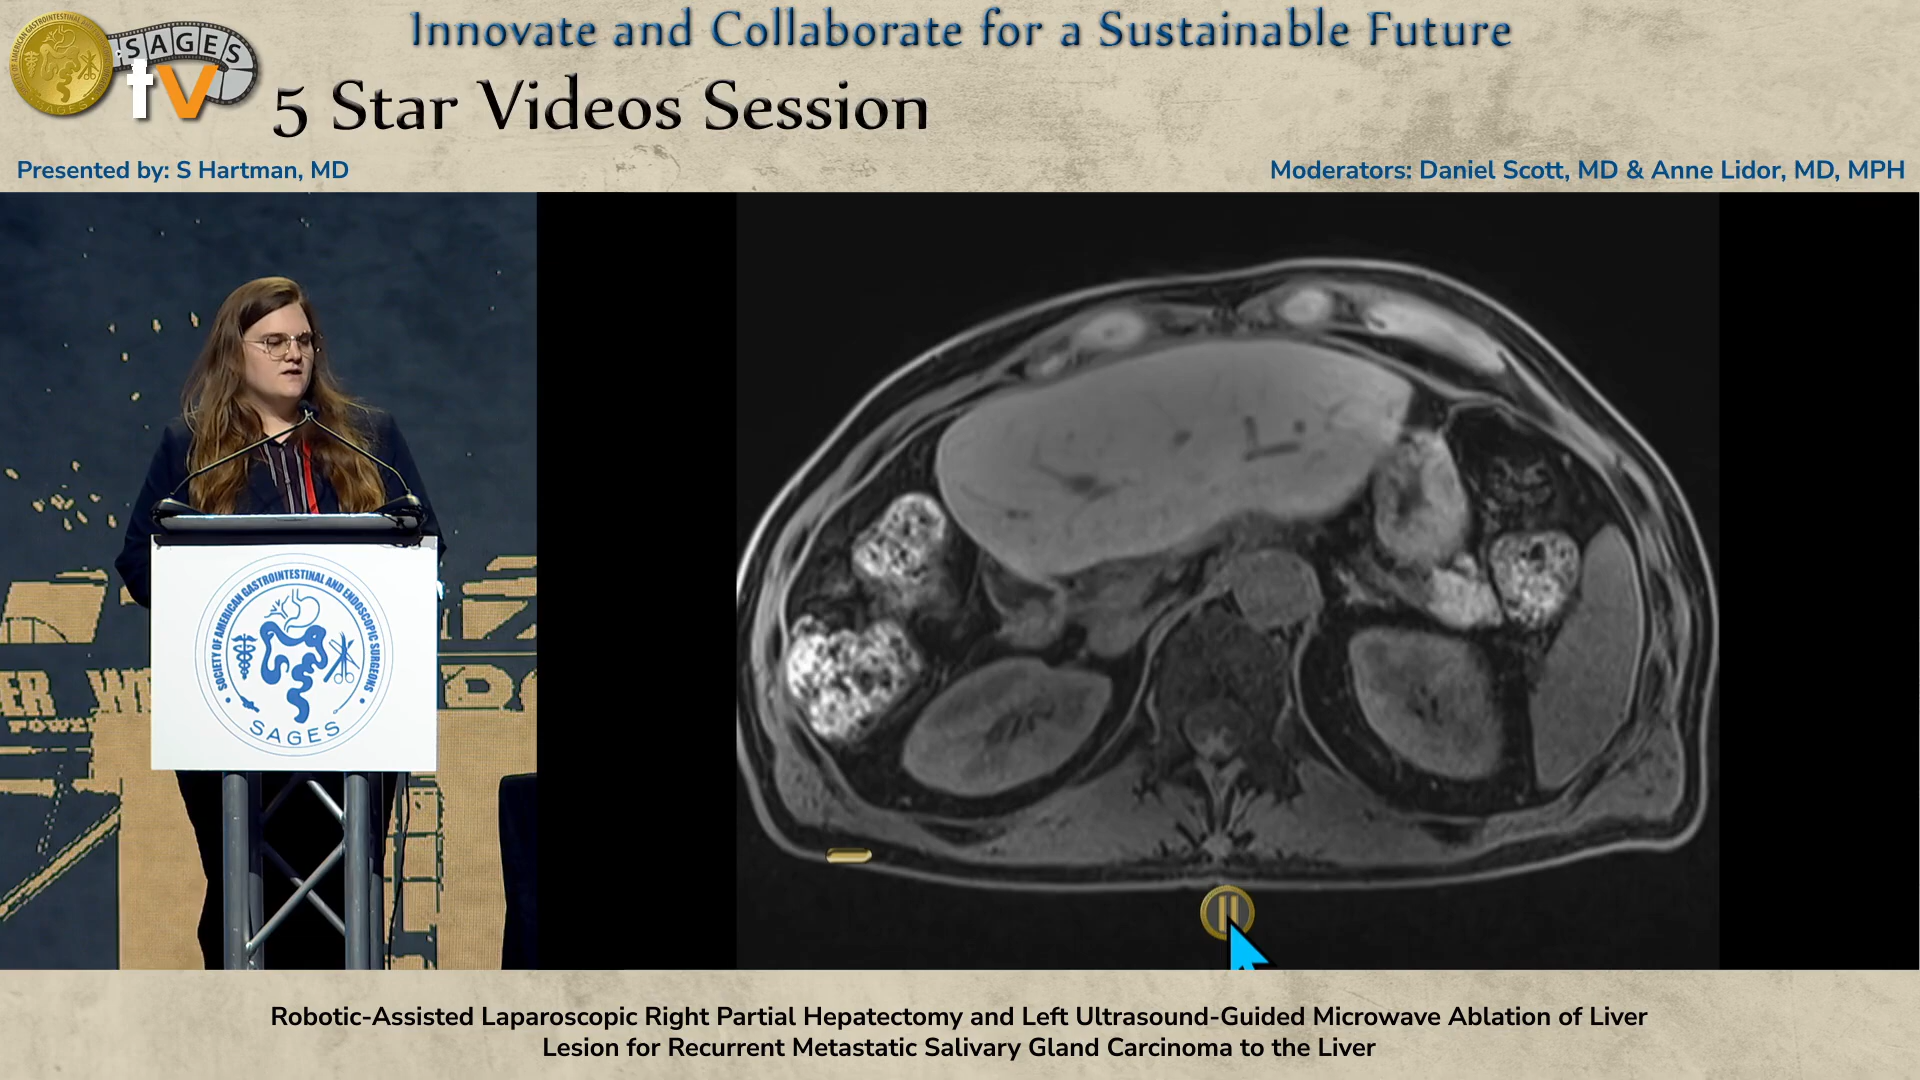 Innovate and Collaborate for a Sustainable Future
SAGES
tv
5 Star Videos Session
Presented by: S Hartman, MD
Moderators: Daniel Scott, MD & Anne Lidor, MD, MPH
SOCIETY OF AMERICAN GASTROINTESTINAL AND ENDOSCOPIC SURGEONS
SAGES
Robotic-Assisted Laparoscopic Right Partial Hepatectomy and Left Ultrasound-Guided Microwave Ablation of Liver
Lesion for Recurrent Metastatic Salivary Gland Carcinoma to the Liver